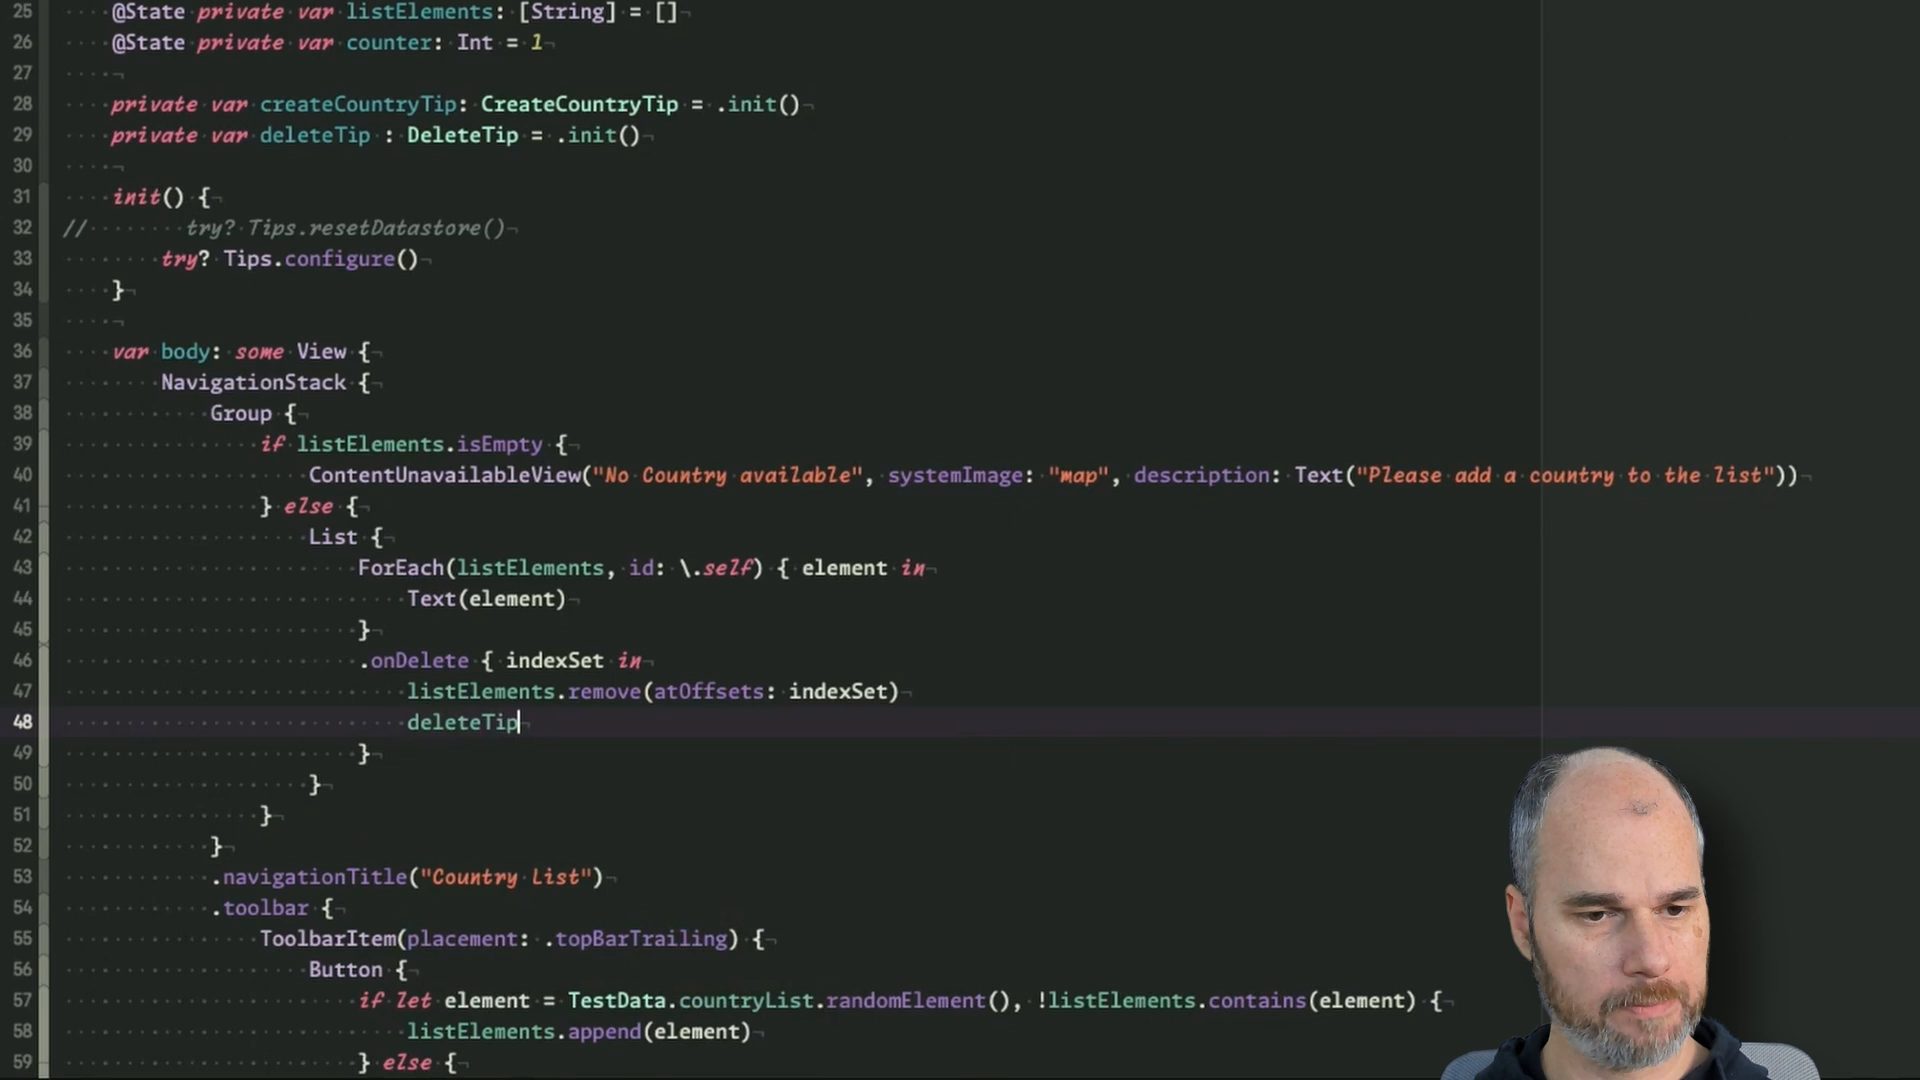 25 @State private var listElements: [String] = []
26 @State private var counter: Int = 1
27
28 private var createCountryTip: CreateCountryTip = .init()
29 private var deleteTip : DeleteTip = .init()
30
31 init() {
32 // try? Tips.resetDatastore()
33 try? Tips.configure()
34 }
35
36 var body: some View {
37 NavigationStack {
38 Group {
39 if listElements.isEmpty {
40 ContentUnavailableView("No Country available", systemImage: "map", description: Text("Please add a country to the list"))
41 } else {
42 List {
43 ForEach(listElements, id: \.self) { element in
44 Text(element)
45 }
46 .onDelete { indexSet in
47 listElements.remove(atOffsets: indexSet)
48 deleteTip
49 }
50 }
51 }
52 }
53 .navigationTitle("Country List")
54 .toolbar {
55 ToolbarItem(placement: .topBarTrailing) {
56 Button {
57 if let element = TestData.countryList.randomElement(), !listElements.contains(element) {
58 listElements.append(element)
59 } else {